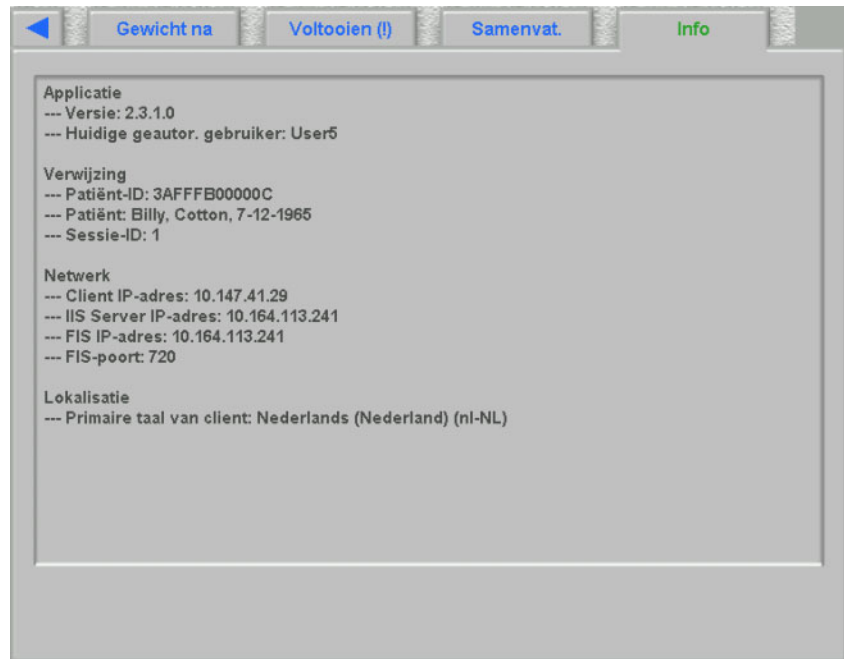 Gewicht na Voltooien (!) Samenvat. Info
Applicatie
--- Versie: 2.3.1.0
--- Huidige geautor. gebruiker: User5
Verwijzing
--- Patiënt-ID: 3AFFFB00000C
--- Patiënt: Billy, Cotton, 7-12-1965
--- Sessie-ID: 1
Netwerk
--- Client IP-adres: 10.147.41.29
--- IIS Server IP-adres: 10.164.113.241
--- FIS IP-adres: 10.164.113.241
--- FIS-poort: 720
Lokalisatie
--- Primaire taal van client: Nederlands (Nederland) (nl-NL)